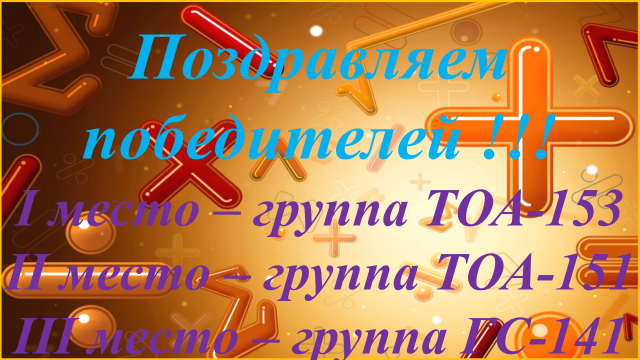 Поздравляем
победителей !!!
I место – группа ТОА-153
II место – группа ТОА-151
III место – группа ГС-141